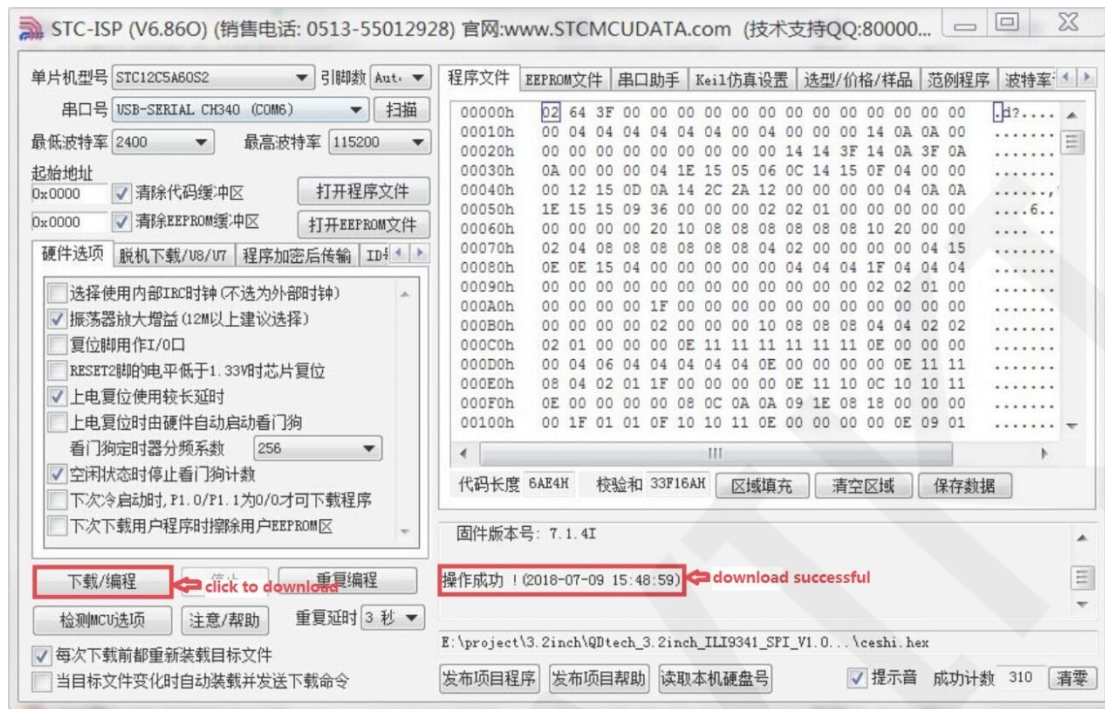 STC-ISP (V6.86O) (销售电话: 0513-55012928) 官网:www.STCMCUDATA.com (技术支持QQ:80000...
单片机型号 STC12C5A60S2 引脚数 Aut
串口号 USB-SERIAL CH340 (COM6) 扫描
最低波特率 2400 最高波特率 115200
起始地址
0x0000 清除代码缓冲区 打开程序文件
0x0000 清除EEPROM缓冲区 打开EEPROM文件
硬件选项 脱机下载/U8/U7 程序加密后传输
选择使用内部IRC时钟(不选为外部时钟)
振荡器放大增益(12M以上建议选择)
复位脚用作I/O口
RESET2脚的电平低于1.33V时芯片复位
上电复位使用较长延时
上电复位时由硬件自动启动看门狗
看门狗定时器分频系数 256
空闲状态时停止看门狗计数
下次冷启动时,P1.0/P1.1为0/0才可下载程序
下次下载用户程序时擦除用户EEPROM区
下载/编程 click to download 重复编程
检测MCU选项 注意/帮助 重复延时 3 秒
每次下载前都重新装载目标文件
当目标文件变化时自动装载并发送下载命令
程序文件 EEPROM文件 串口助手 Keil仿真设置 选型/价格/样品 范例程序 波特率
00000h 02 64 3F 00 00 00 00 00 00 00 00 00 00 00 00 00 .d?....
00010h 00 04 04 04 04 04 04 00 04 00 00 00 14 0A 0A 00 .......
00020h 00 00 00 00 00 00 00 00 00 14 14 3F 14 0A 3F 0A .......
00030h 0A 00 00 00 04 1E 15 05 06 0C 14 15 0F 04 00 00 .......
00040h 00 12 15 0D 0A 14 2C 2A 12 00 00 00 00 04 0A 0A ......,
00050h 1E 15 15 09 36 00 00 00 02 02 01 00 00 00 00 00 ....6..
00060h 00 00 00 00 20 10 08 08 08 08 08 08 10 20 00 00 .... ..
00070h 02 04 08 08 08 08 08 08 04 02 00 00 00 00 04 15 .......
00080h 0E 0E 15 04 00 00 00 00 00 04 04 04 1F 04 04 04 .......
00090h 00 00 00 00 00 00 00 00 00 00 00 02 02 01 00 00 .......
000A0h 00 00 00 00 1F 00 00 00 00 00 00 00 00 00 00 00 .......
000B0h 00 00 00 00 02 00 00 00 10 08 08 08 04 04 02 02 .......
000C0h 02 01 00 00 00 0E 11 11 11 11 11 11 0E 00 00 00 .......
000D0h 00 04 06 04 04 04 04 04 0E 00 00 00 00 0E 11 11 .......
000E0h 08 04 02 01 1F 00 00 00 00 0E 11 10 0C 10 10 11 .......
000F0h 0E 00 00 00 00 08 0C 0A 0A 09 1E 08 18 00 00 00 .......
00100h 00 1F 01 01 0F 10 10 11 0E 00 00 00 00 0E 09 01 .......
代码长度 6AE4H 校验和 33F16AH 区域填充 清空区域 保存数据
固件版本号: 7.1.4I
操作成功 !(2018-07-09 15:48:59) download successful
E:\project\3.2inch\QDtech_3.2inch_ILI9341_SPI_V1.0...\ceshi.hex
发布项目程序 发布项目帮助 读取本机硬盘号 提示音 成功计数 310 清零